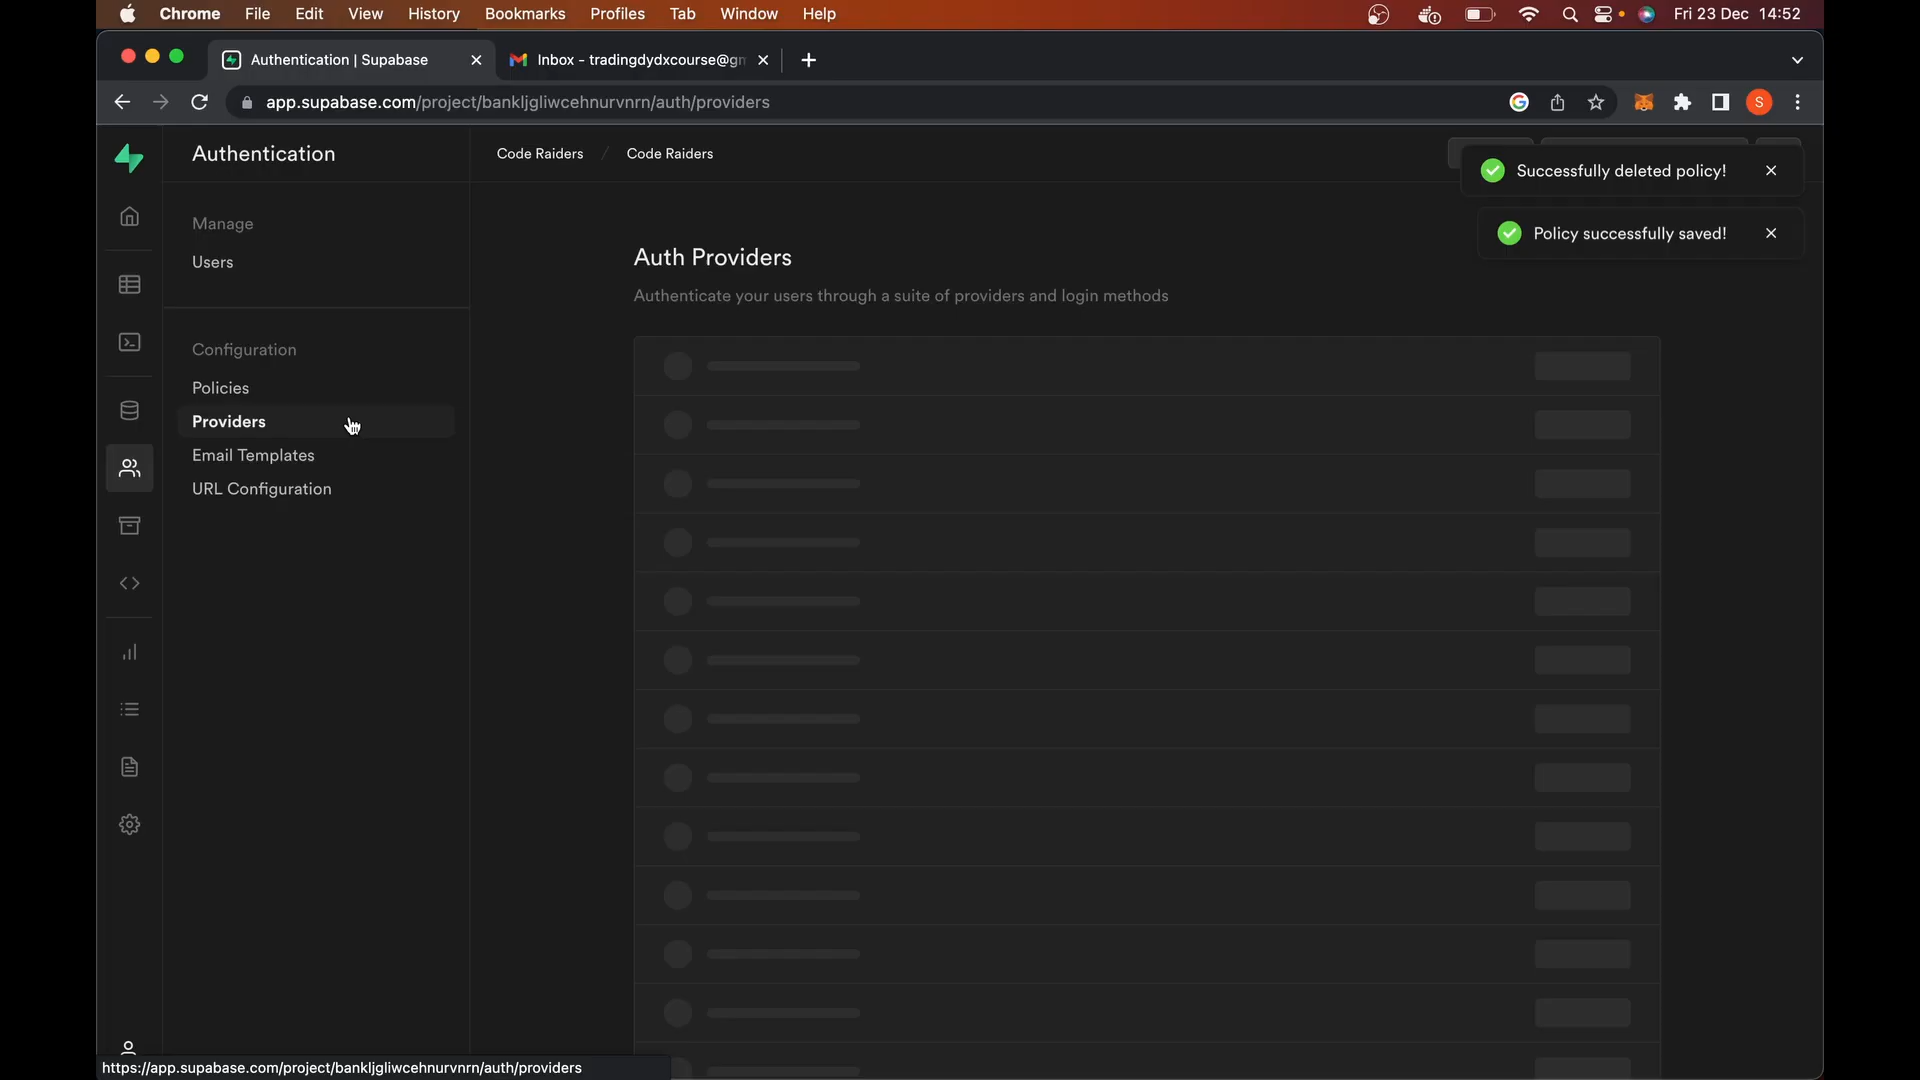 Chrome File Edit View History Bookmarks Profiles Tab Window Help Fri 23 Dec 14:52
Authentication | Supabase
Inbox - tradingdydxcourse@gm
app.supabase.com/project/bankljgliwcehnurvnrn/auth/providers
S
Authentication
Code Raiders / Code Raiders
Successfully deleted policy!
Policy successfully saved!
Manage
Users
Configuration
Policies
Providers
Email Templates
URL Configuration
Auth Providers
Authenticate your users through a suite of providers and login methods
https://app.supabase.com/project/bankljgliwcehnurvnrn/auth/providers